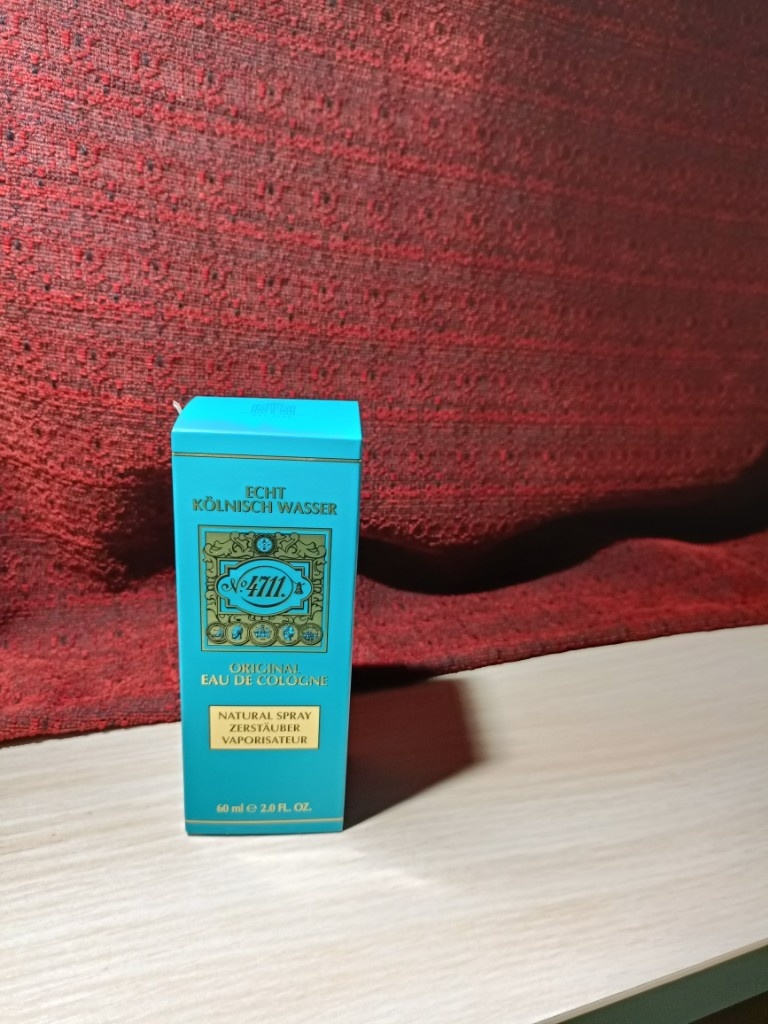 ECHT
KÖLNISCH WASSER
No 4711.
ORIGINAL
EAU DE COLOGNE
NATURAL SPRAY
ZERSTÄUBER
VAPORISATEUR
60 ml ℮ 2.0 FL. OZ.